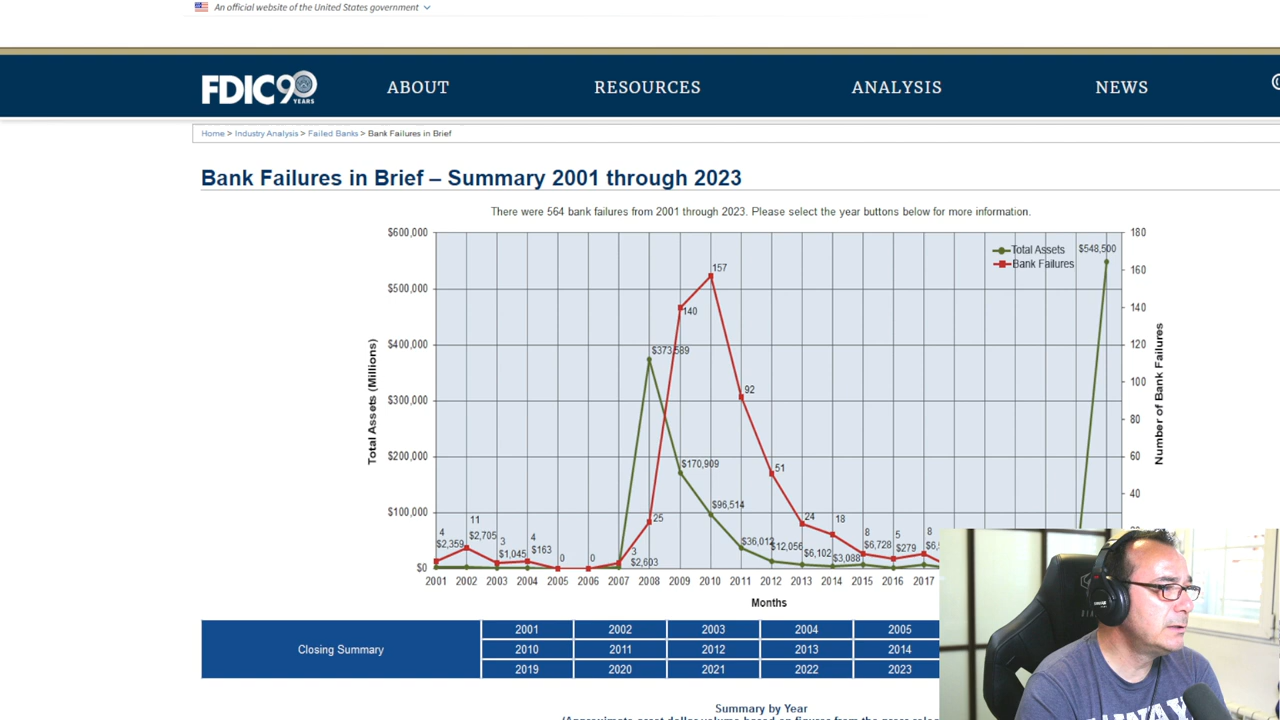 An official website of the United States government
FDIC 90 YEARS
ABOUT
RESOURCES
ANALYSIS
NEWS
Home > Industry Analysis > Failed Banks > Bank Failures in Brief
Bank Failures in Brief – Summary 2001 through 2023
There were 564 bank failures from 2001 through 2023. Please select the year buttons below for more information.
Total Assets
Bank Failures
Total Assets (Millions)
$600,000
$500,000
$400,000
$300,000
$200,000
$100,000
$0
4
$2,359
11
$2,705
3
$1,045
4
$163
0
0
3
$2,603
25
$373,589
140
$170,909
157
$96,514
92
$36,012
51
$12,056
24
$6,102
18
$3,088
8
$6,728
5
$279
8
$548,500
180
160
140
120
100
80
60
40
Number of Bank Failures
2001 2002 2003 2004 2005 2006 2007 2008 2009 2010 2011 2012 2013 2014 2015 2016 2017
Months
Closing Summary
2001 2002 2003 2004 2005
2010 2011 2012 2013 2014
2019 2020 2021 2022 2023
Summary by Year